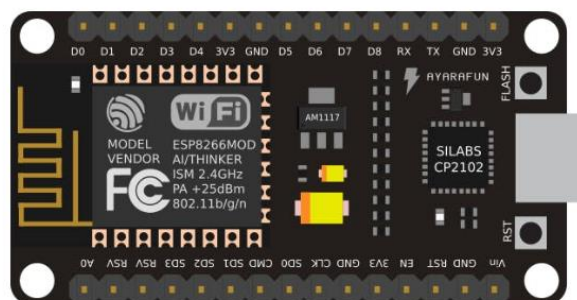 D0 D1 D2 D3 D4 3V3 GND D5 D6 D7 D8 RX TX GND 3V3
AYARAFUN
FLASH
WiFi
MODEL
VENDOR
FC
ESP8266MOD
AI/THINKER
ISM 2.4GHz
PA +25dBm
802.11b/g/n
AM1117
SILABS
CP2102
RST
A0 RSV RSV SD3 SD2 SD1 CMD SD0 CLK GND 3V3 EN RST GND Vin